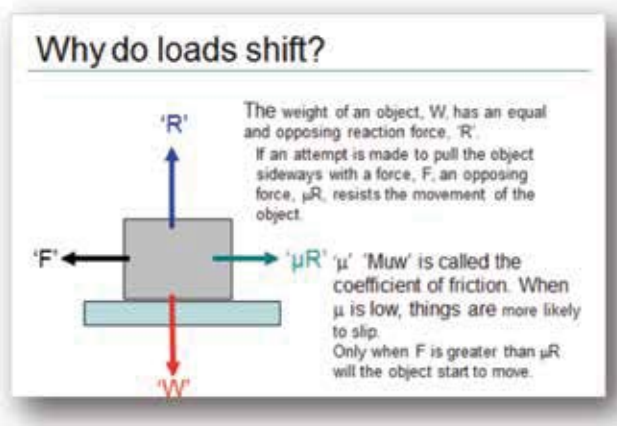 Why do loads shift?
The weight of an object, W, has an equal
and opposing reaction force, 'R'.
If an attempt is made to pull the object
sideways with a force, F, an opposing
force, μR, resists the movement of the
object.
'R'
'F'
'μR'
'W'
'μ' 'Muw' is called the
coefficient of friction. When
μ is low, things are more likely
to slip.
Only when F is greater than μR
will the object start to move.